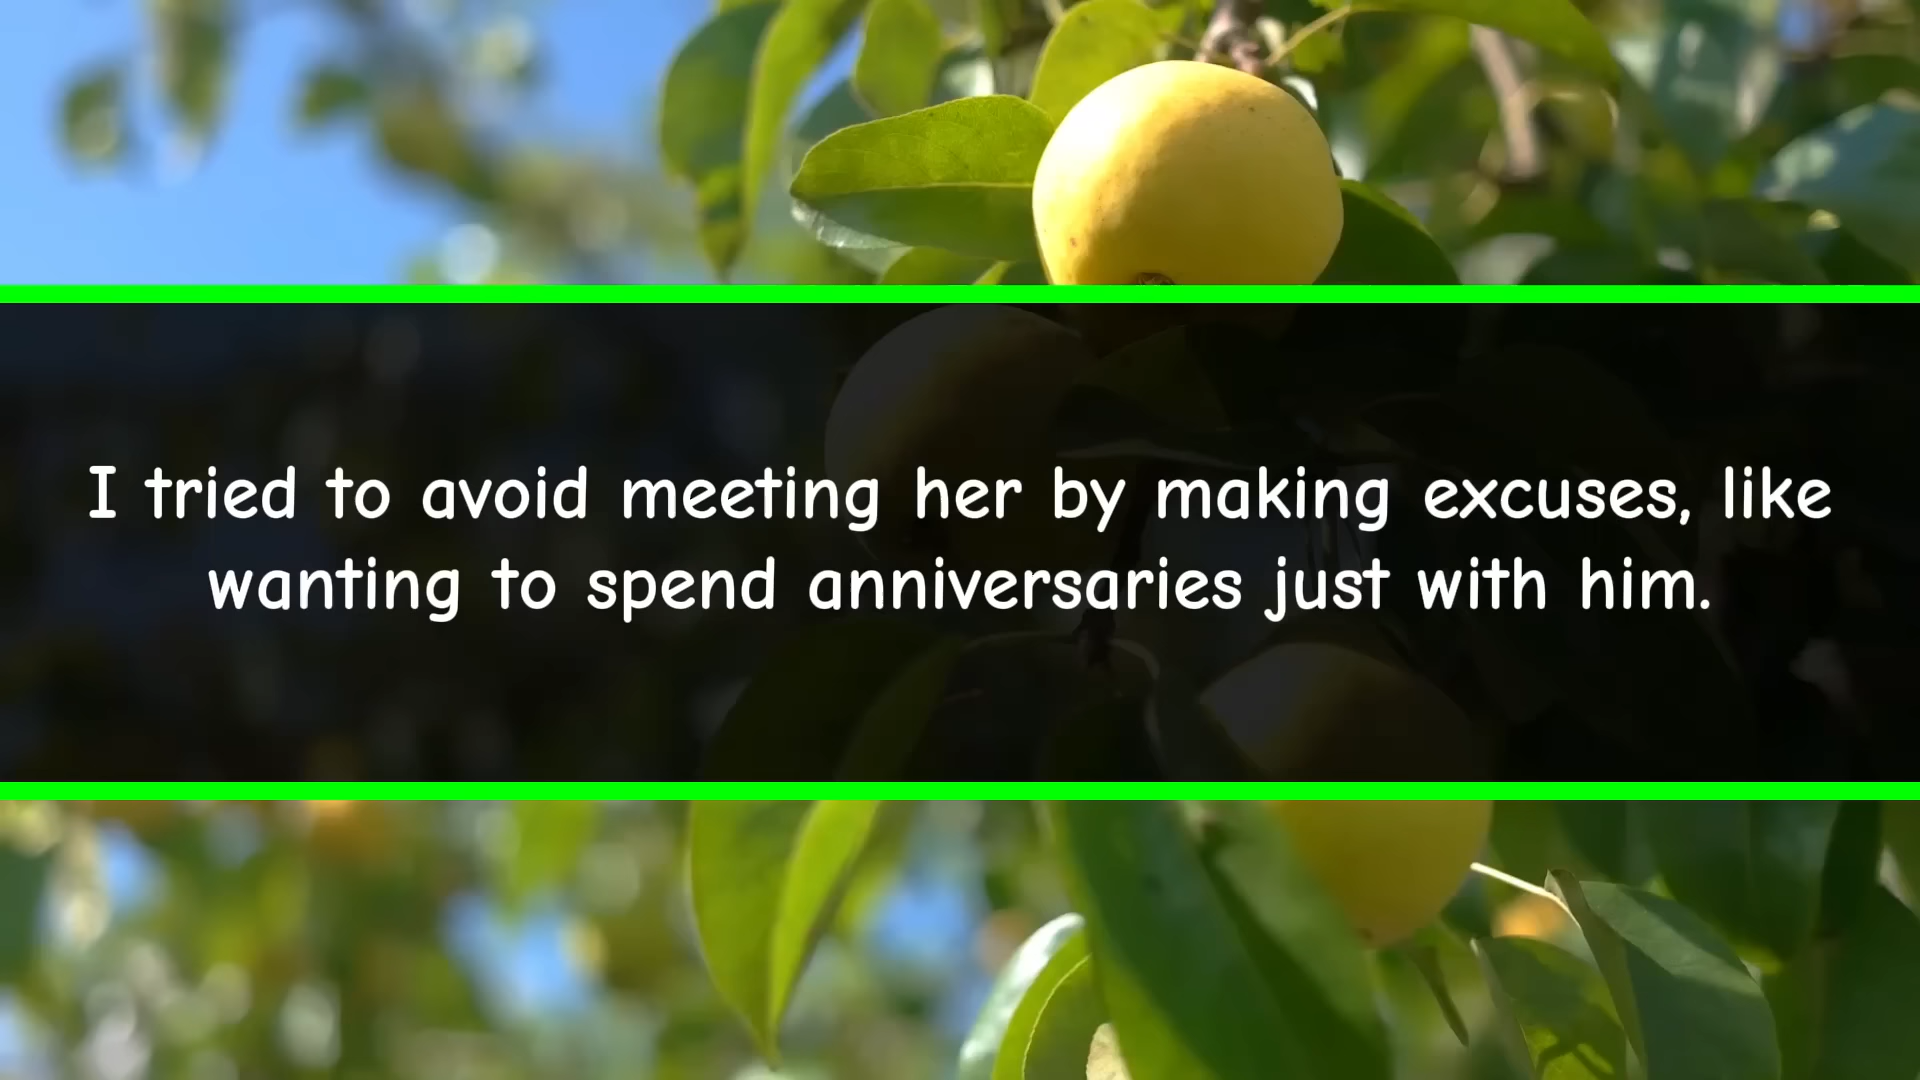 I tried to avoid meeting her by making excuses, like
wanting to spend anniversaries just with him.